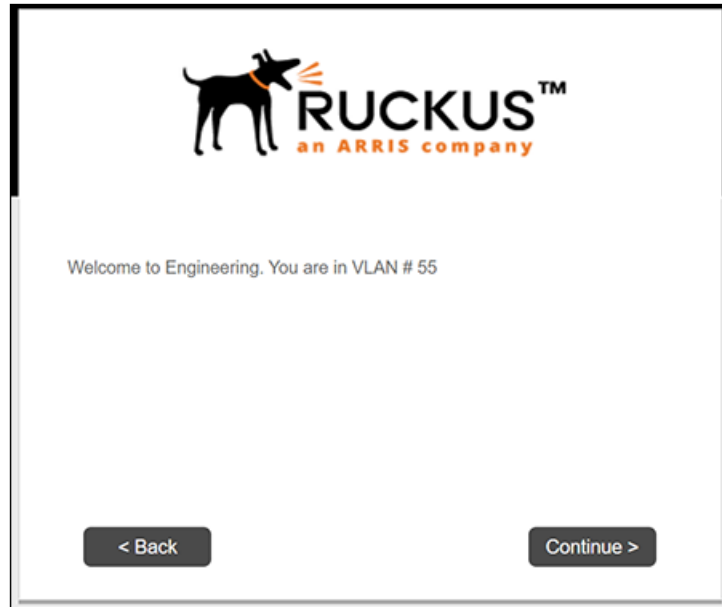 RUCKUS™
an ARRIS company
Welcome to Engineering. You are in VLAN # 55
< Back
Continue >